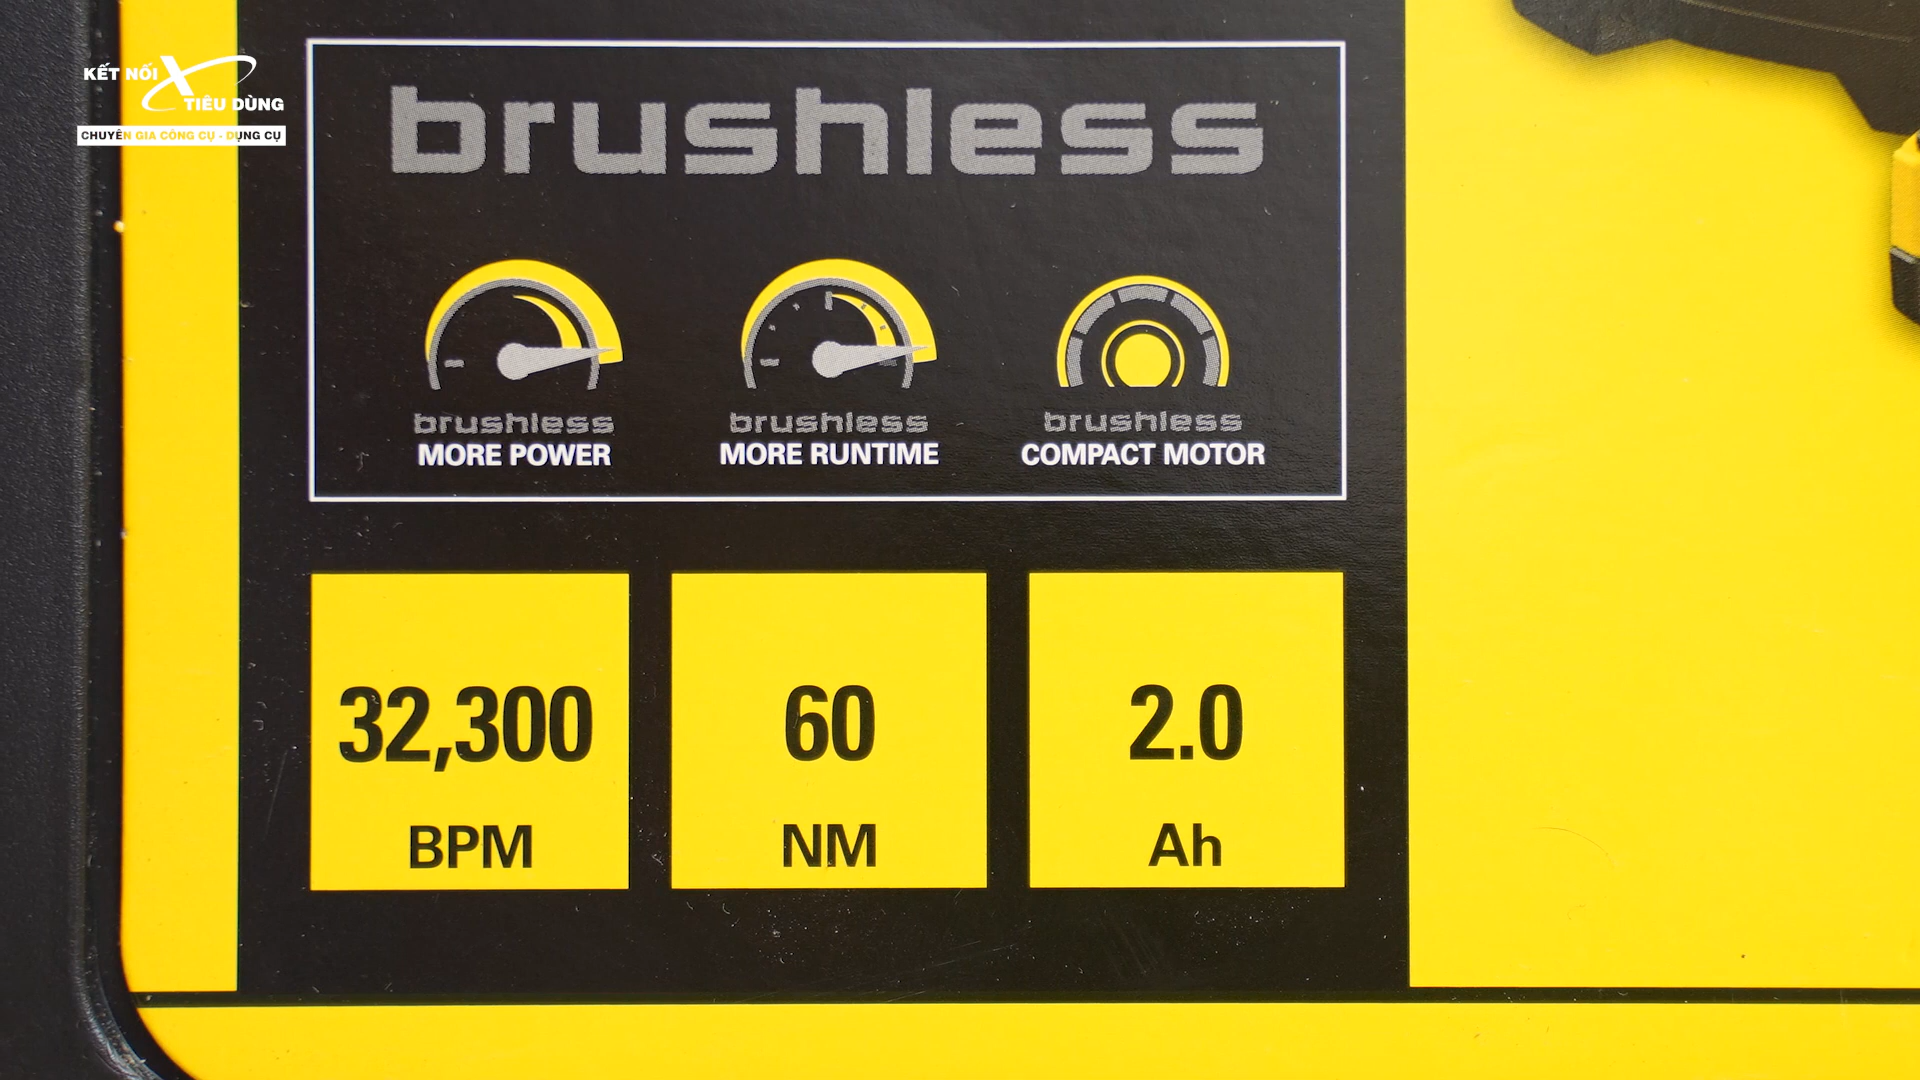 KẾT NỐI
TIÊU DÙNG
CHUYÊN GIA CÔNG CỤ - DỤNG CỤ
brushless
brushless
MORE POWER
brushless
MORE RUNTIME
brushless
COMPACT MOTOR
32,300
BPM
60
NM
2.0
Ah